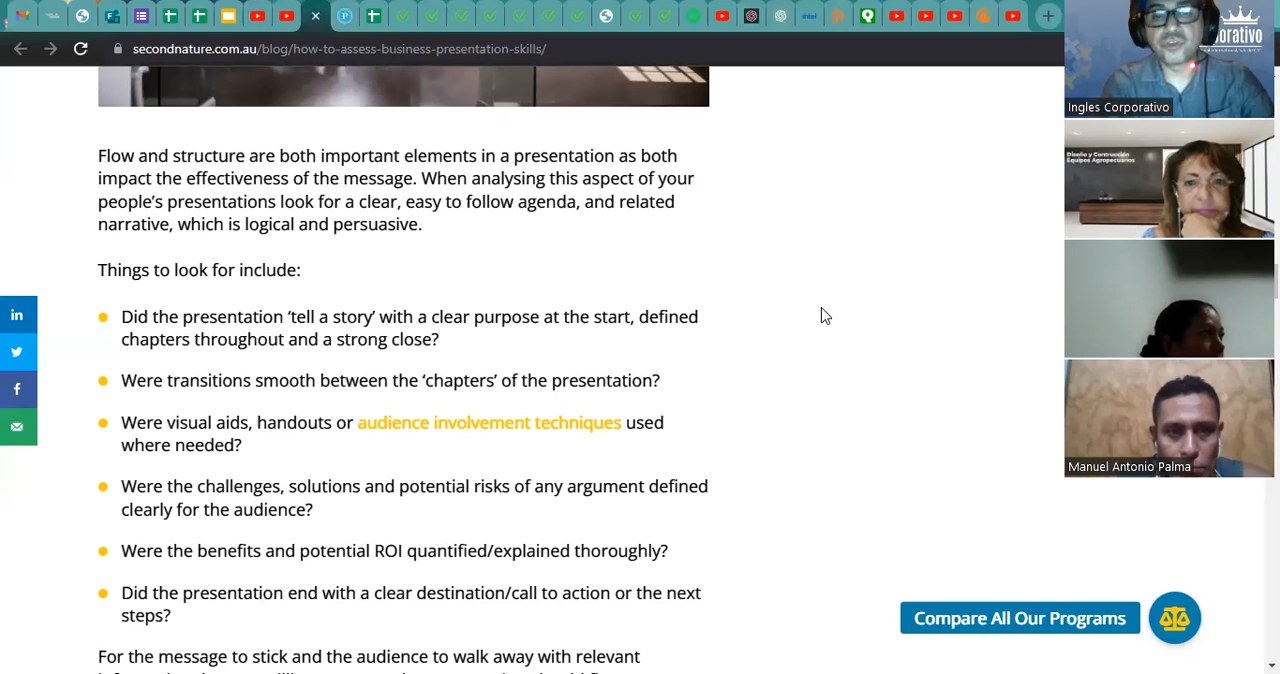 secondnature.com.au/blog/how-to-assess-business-presentation-skills/
Flow and structure are both important elements in a presentation as both
impact the effectiveness of the message. When analysing this aspect of your
people's presentations look for a clear, easy to follow agenda, and related
narrative, which is logical and persuasive.
Things to look for include:
Did the presentation 'tell a story' with a clear purpose at the start, defined
chapters throughout and a strong close?
Were transitions smooth between the 'chapters' of the presentation?
Were visual aids, handouts or audience involvement techniques used
where needed?
Were the challenges, solutions and potential risks of any argument defined
clearly for the audience?
Were the benefits and potential ROI quantified/explained thoroughly?
Did the presentation end with a clear destination/call to action or the next
steps?
For the message to stick and the audience to walk away with relevant
Compare All Our Programs
Ingles Corporativo
Diseño y Contrucción
Equipos Agropecuarios
Manuel Antonio Palma